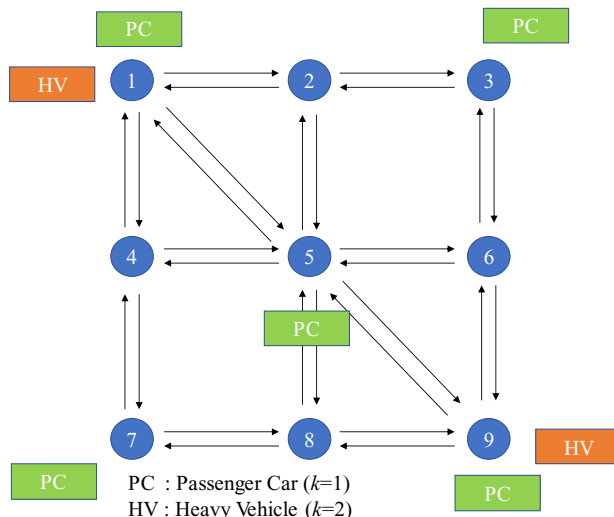 PC
PC
HV
1
2
3
4
5
6
PC
7
8
9
HV
PC
PC
PC : Passenger Car (k=1)
HV : Heavy Vehicle (k=2)